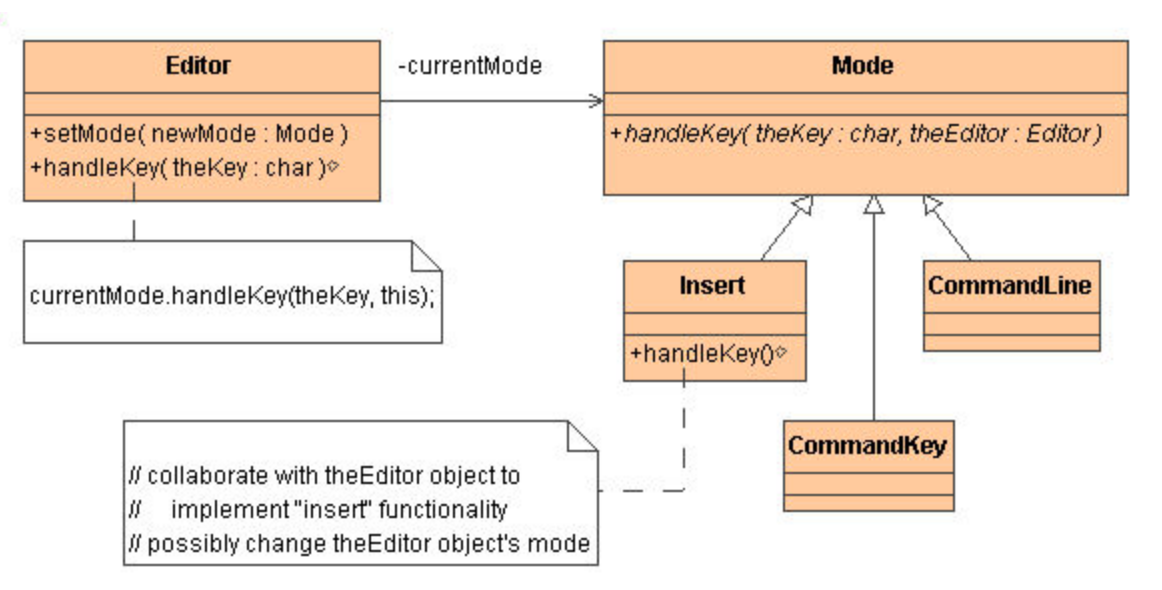 Editor
-currentMode
Mode
+setMode( newMode : Mode )
+handleKey( theKey : char )
+handleKey( theKey : char, theEditor : Editor )
currentMode.handleKey(theKey, this);
Insert
+handleKey()
CommandLine
CommandKey
// collaborate with theEditor object to
// implement "insert" functionality
// possibly change theEditor object's mode